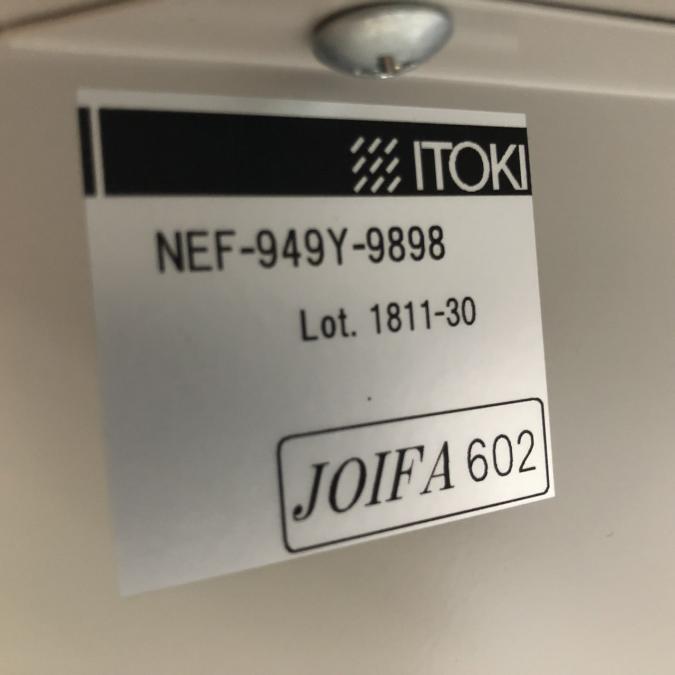 ITOKI
NEF-949Y-9898
Lot. 1811-30
JOIFA 602